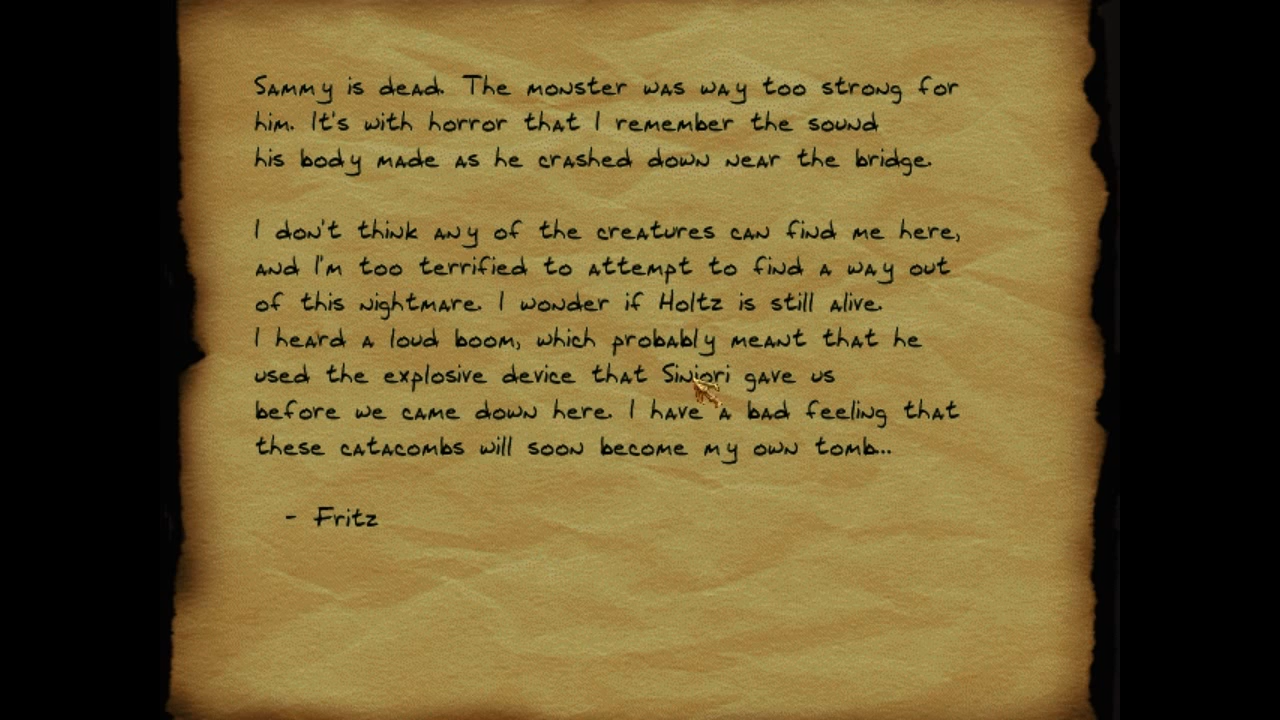 Sammy is dead. The monster was way too strong for
him. It's with horror that I remember the sound
his body made as he crashed down near the bridge.
I don't think any of the creatures can find me here,
and I'm too terrified to attempt to find a way out
of this nightmare. I wonder if Holtz is still alive.
I heard a loud boom, which probably meant that he
used the explosive device that Siniori gave us
before we came down here. I have a bad feeling that
these catacombs will soon become my own tomb...
- Fritz